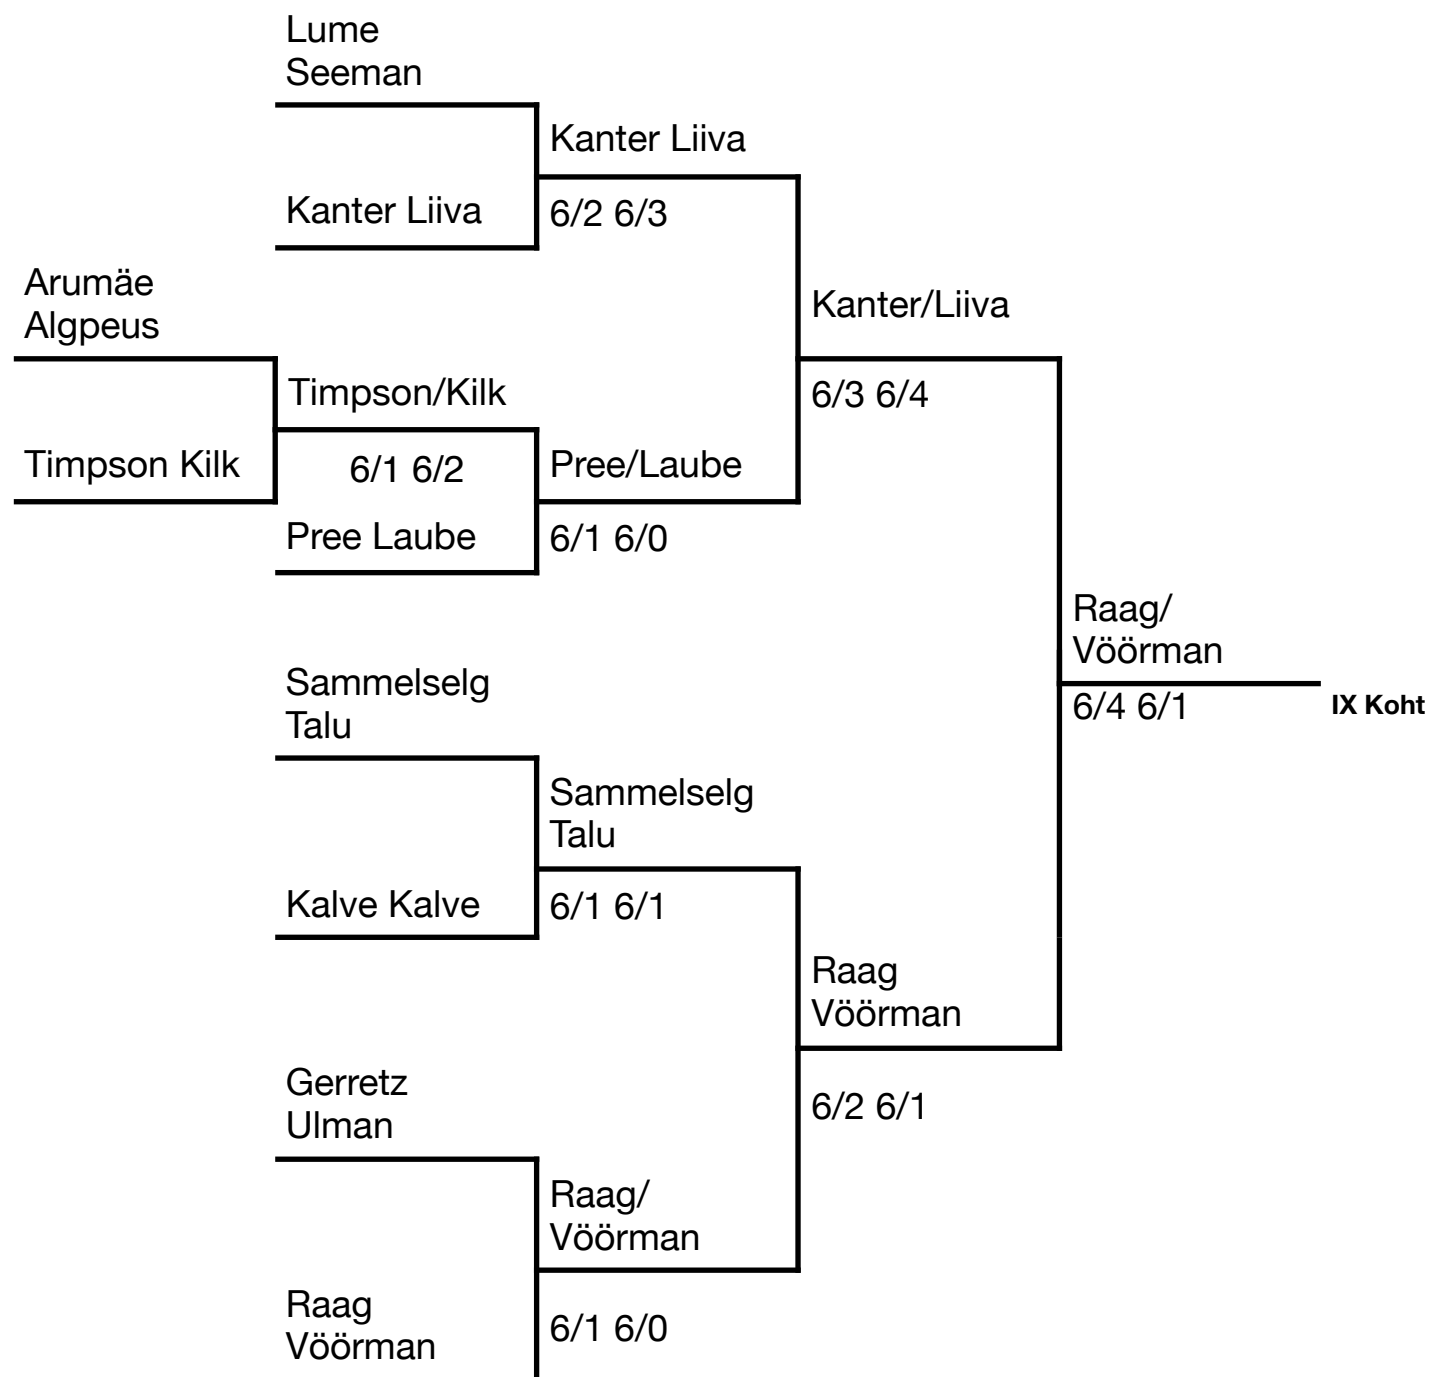 Lume
Seeman
Kanter Liiva
Kanter Liiva
6/2 6/3
Arumäe
Algpeus
Kanter/Liiva
Timpson/Kilk
6/3 6/4
Timpson Kilk
6/1 6/2
Pree/Laube
Pree Laube
6/1 6/0
Raag/
Vöörman
6/4 6/1
IX Koht
Sammelselg
Talu
Sammelselg
Talu
Kalve Kalve
6/1 6/1
Raag
Vöörman
6/2 6/1
Gerretz
Ulman
Raag/
Vöörman
Raag
Vöörman
6/1 6/0